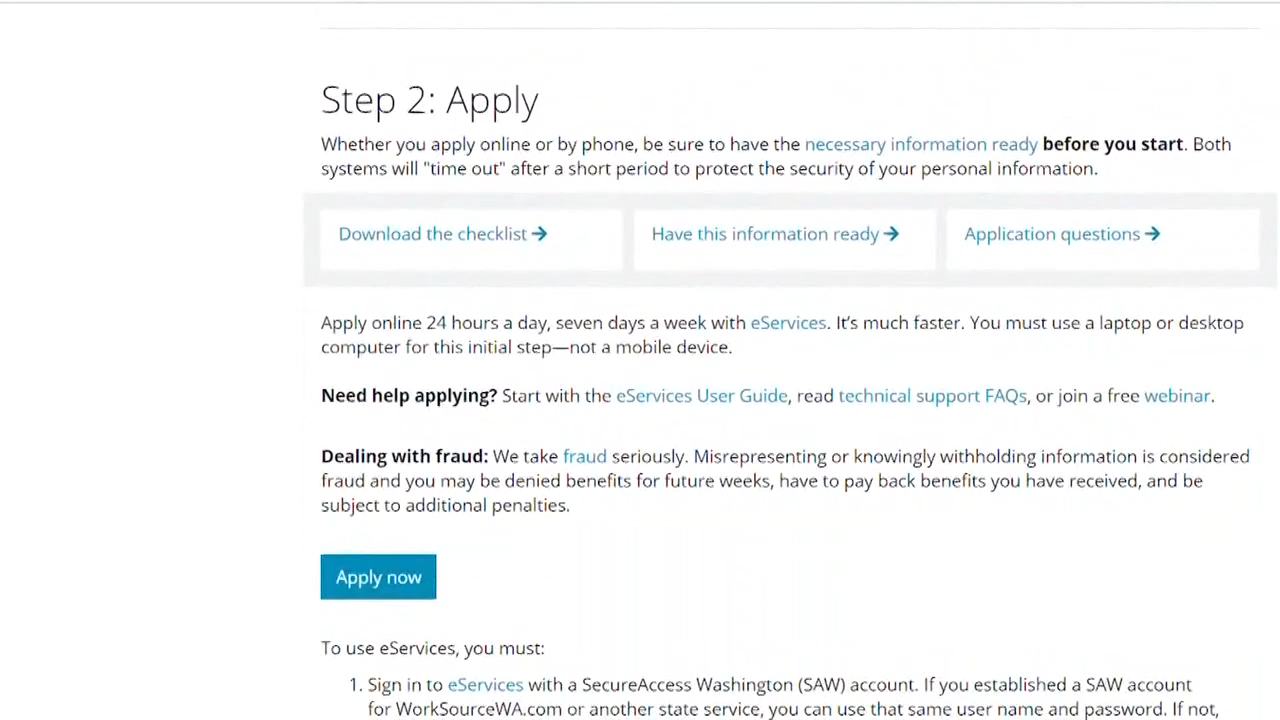 Step 2: Apply
Whether you apply online or by phone, be sure to have the necessary information ready before you start. Both
systems will "time out" after a short period to protect the security of your personal information.
Download the checklist →
Have this information ready →
Application questions →
Apply online 24 hours a day, seven days a week with eServices. It’s much faster. You must use a laptop or desktop
computer for this initial step—not a mobile device.
Need help applying? Start with the eServices User Guide, read technical support FAQs, or join a free webinar.
Dealing with fraud: We take fraud seriously. Misrepresenting or knowingly withholding information is considered
fraud and you may be denied benefits for future weeks, have to pay back benefits you have received, and be
subject to additional penalties.
Apply now
To use eServices, you must:
1. Sign in to eServices with a SecureAccess Washington (SAW) account. If you established a SAW account
for WorkSourceWA.com or another state service, you can use that same user name and password. If not,